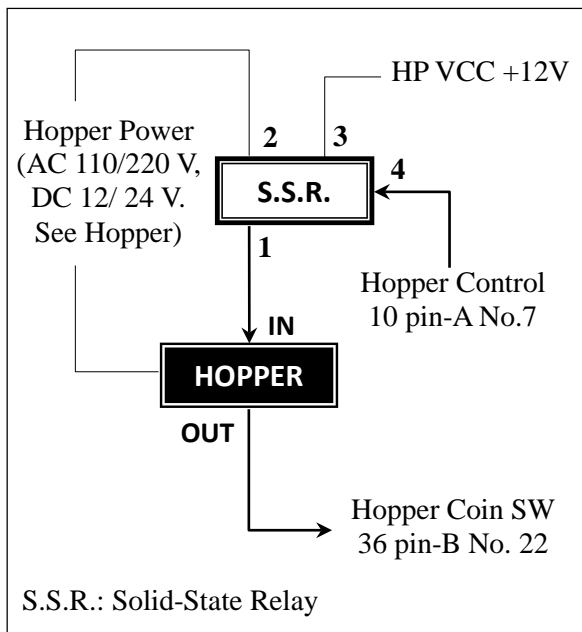 HP VCC +12V
Hopper Power
(AC 110/220 V,
DC 12/ 24 V.
See Hopper)
2
3
S.S.R.
4
1
Hopper Control
10 pin-A No.7
IN
HOPPER
OUT
Hopper Coin SW
36 pin-B No. 22
S.S.R.: Solid-State Relay